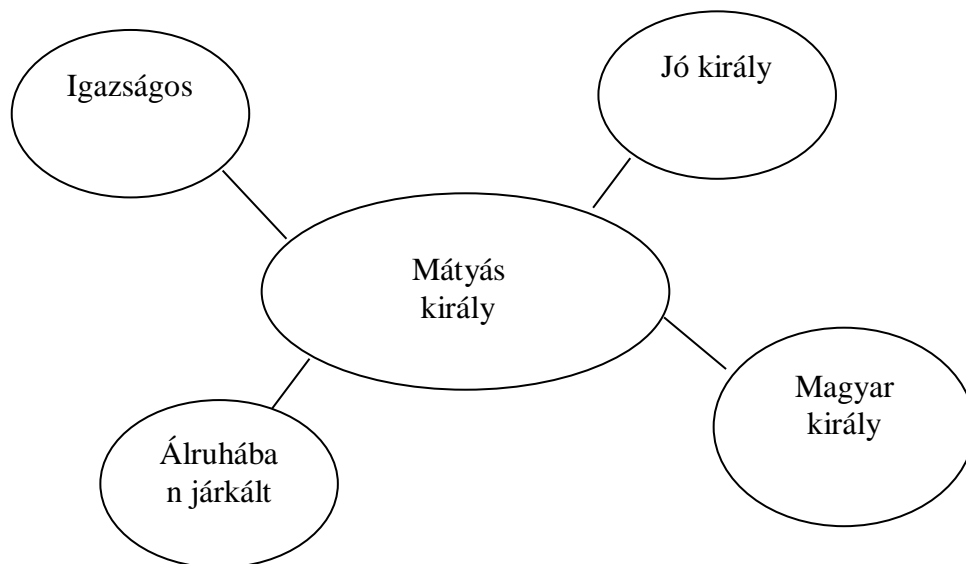 Igazságos
Jó király
Mátyás
király
Magyar
király
Álruhába
n járkált